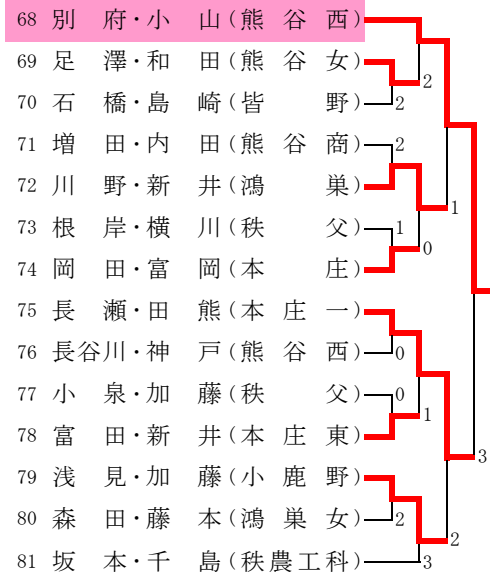 68 別府・小山(熊谷西)
69 足澤・和田(熊谷女)
2
70 石橋・島崎(皆野)
2
71 増田・内田(熊谷商)
2
72 川野・新井(鴻巣)
1
73 根岸・横川(秩父)
1
0
74 岡田・富岡(本庄)
75 長瀬・田熊(本庄一)
76 長谷川・神戸(熊谷西)
0
77 小泉・加藤(秩父)
0
1
78 富田・新井(本庄東)
3
79 浅見・加藤(小鹿野)
80 森田・藤本(鴻巣女)
2
2
81 坂本・千島(秩農工科)
3